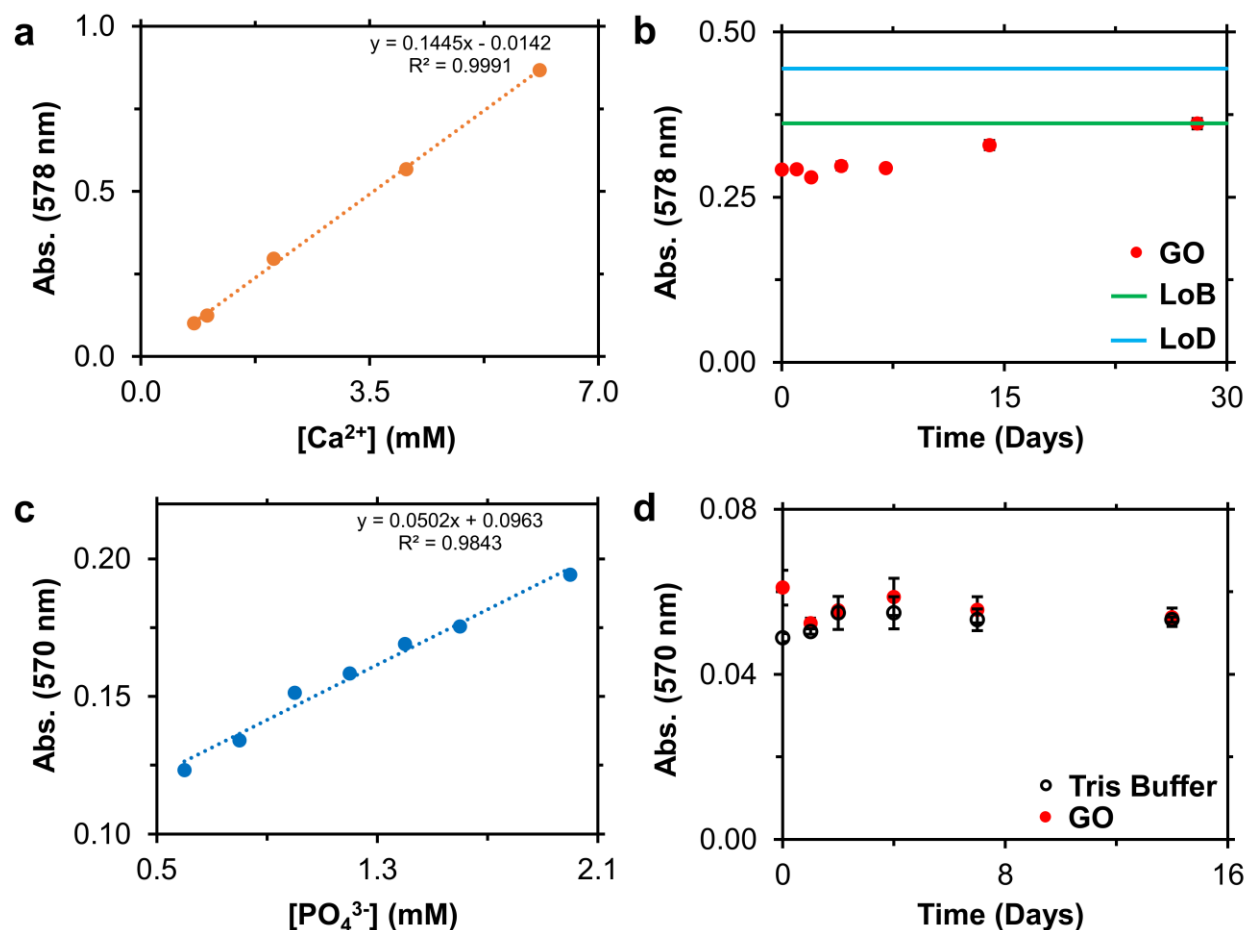 a
y = 0.1445x - 0.0142
R² = 0.9991
1.0
0.5
0.0
Abs. (578 nm)
0.0
3.5
7.0
[Ca²⁺] (mM)
b
0.50
0.25
0.00
Abs. (578 nm)
GO
LoB
LoD
0
15
30
Time (Days)
c
y = 0.0502x + 0.0963
R² = 0.9843
0.20
0.15
0.10
Abs. (570 nm)
0.5
1.3
2.1
[PO₄³⁻] (mM)
d
0.08
0.04
0.00
Abs. (570 nm)
Tris Buffer
GO
0
8
16
Time (Days)